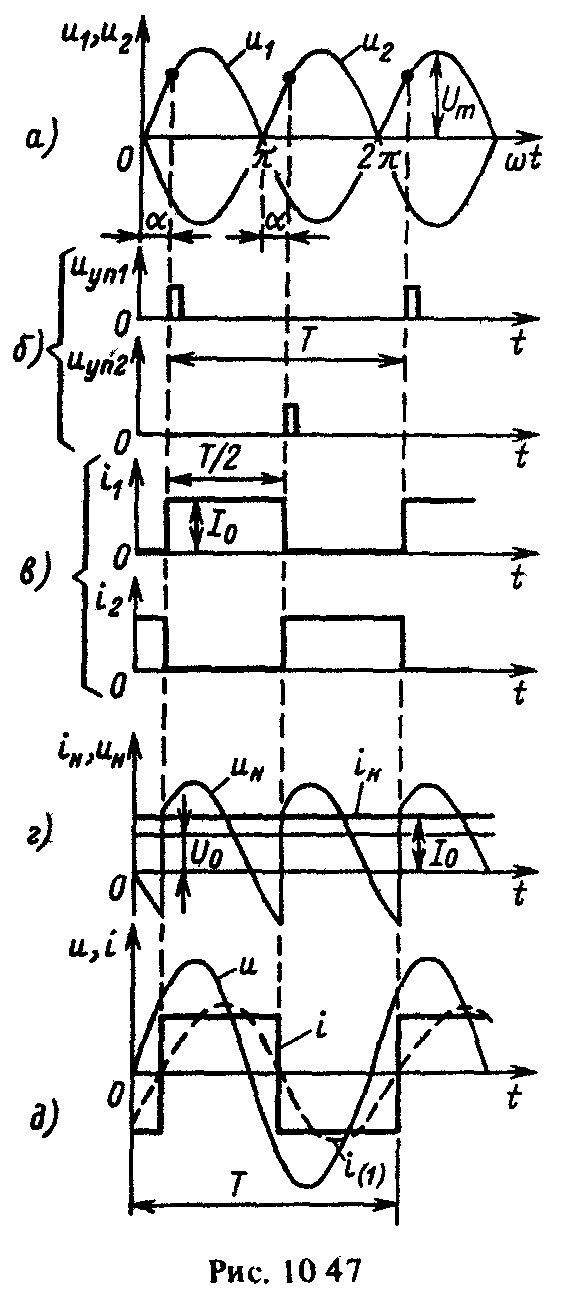 u₁,u₂
u₁
u₂
Uₘ
а)
0
π
2π
ωt
α
α
uуп1
0
t
б)
T
uуп2
0
t
T/2
i₁
I₀
0
t
в)
i₂
0
t
iн,uн
uн
iн
г)
U₀
I₀
0
t
u,i
u
i
0
t
д)
i(1)
T
Рис. 10 47